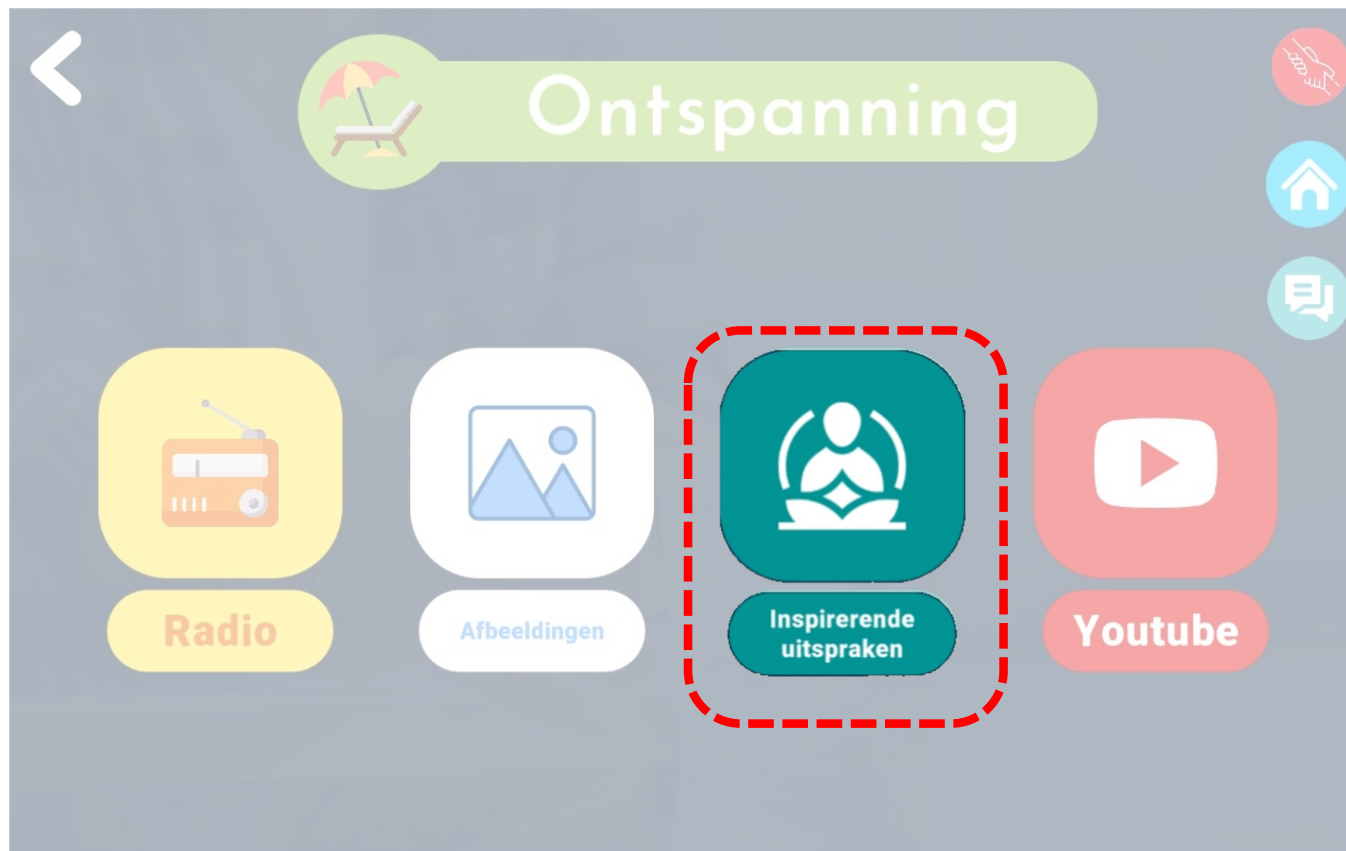 Ontspanning
Radio
Afbeeldingen
Inspirerende
uitspraken
Youtube